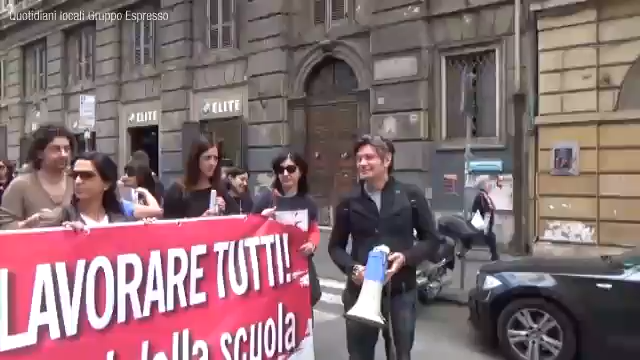 Quotidiani locali Gruppo Espresso
ELITE
ELITE
LAVORARE TUTTI!
della scuola